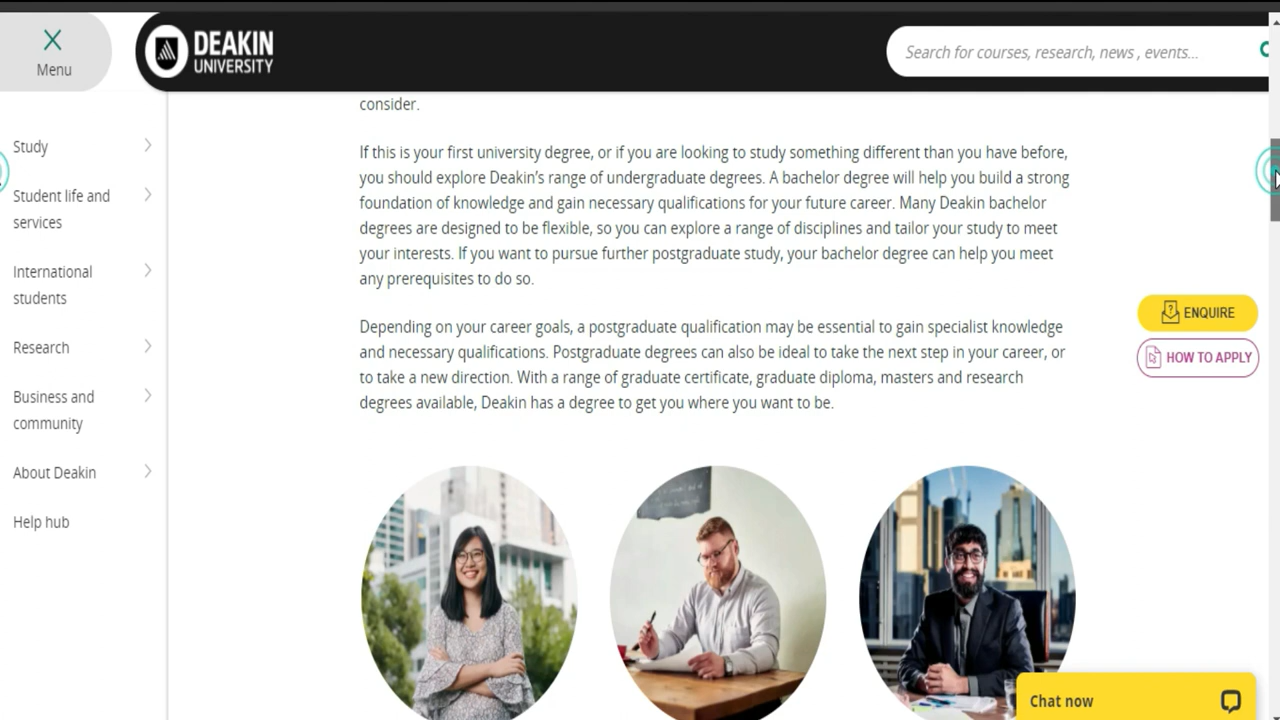 Menu
DEAKIN
UNIVERSITY
Search for courses, research, news , events...
Study
Student life and
services
International
students
Research
Business and
community
About Deakin
Help hub
consider.
If this is your first university degree, or if you are looking to study something different than you have before,
you should explore Deakin’s range of undergraduate degrees. A bachelor degree will help you build a strong
foundation of knowledge and gain necessary qualifications for your future career. Many Deakin bachelor
degrees are designed to be flexible, so you can explore a range of disciplines and tailor your study to meet
your interests. If you want to pursue further postgraduate study, your bachelor degree can help you meet
any prerequisites to do so.
Depending on your career goals, a postgraduate qualification may be essential to gain specialist knowledge
and necessary qualifications. Postgraduate degrees can also be ideal to take the next step in your career, or
to take a new direction. With a range of graduate certificate, graduate diploma, masters and research
degrees available, Deakin has a degree to get you where you want to be.
ENQUIRE
HOW TO APPLY
Chat now